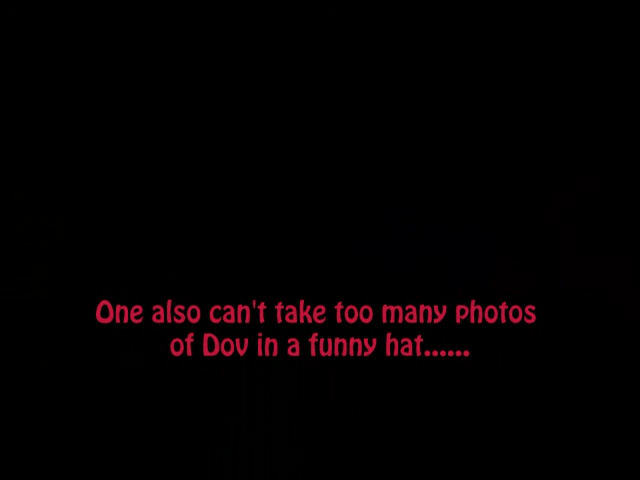 One also can't take too many photos
of Dov in a funny hat......